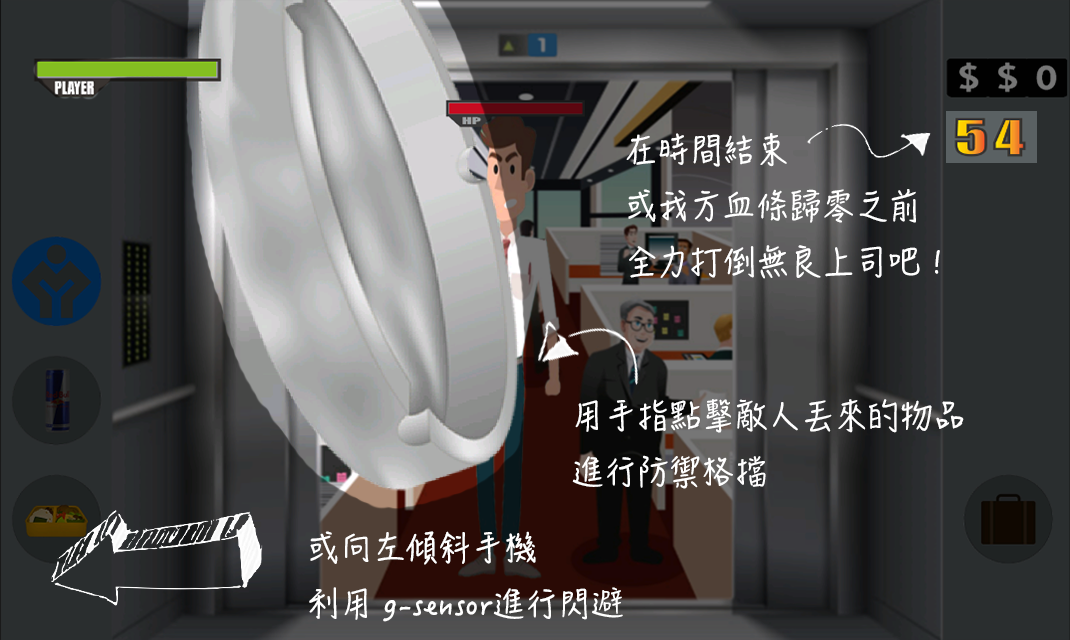 1
PLAYER
$ $ 0
HP
54
在時間結束
或我方血條歸零之前
全力打倒無良上司吧！
用手指點擊敵人丟來的物品
進行防禦格擋
或向左傾斜手機
利用 g-sensor進行閃避